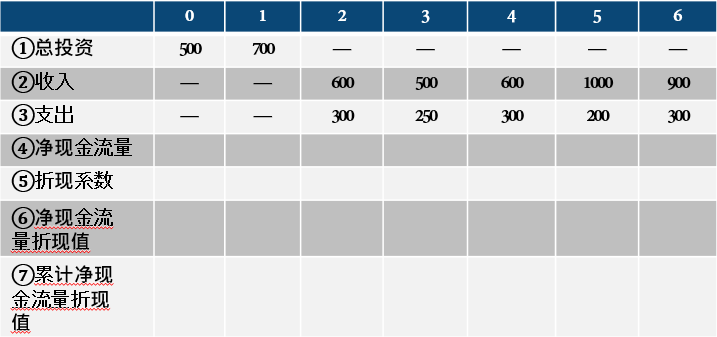 0 1 2 3 4 5 6
①总投资 500 700 — — — — —
②收入 — — 600 500 600 1000 900
③支出 — — 300 250 300 200 300
④净现金流量
⑤折现系数
⑥净现金流
量折现值
⑦累计净现
金流量折现
值